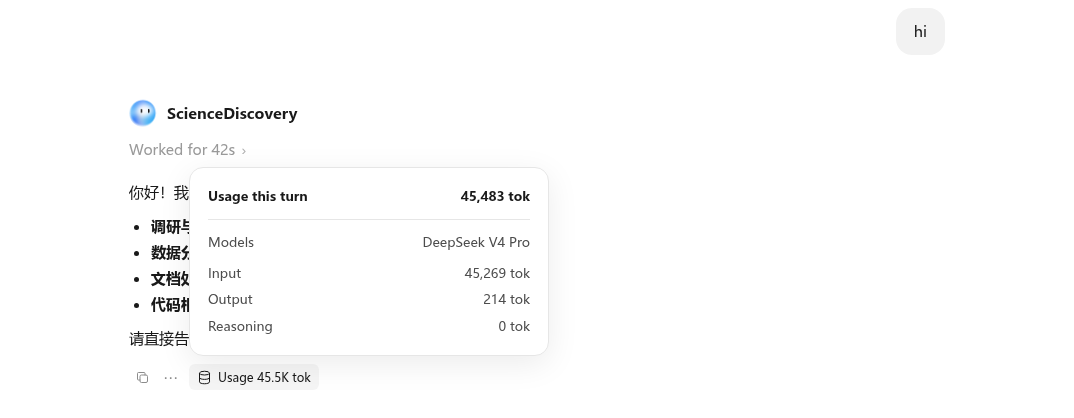 hi
ScienceDiscovery
Worked for 42s ›
你好！我
Usage this turn 45,483 tok
调研
数据
Models DeepSeek V4 Pro
文档
Input 45,269 tok
代码
Output 214 tok
Reasoning 0 tok
请直接告
Usage 45.5K tok